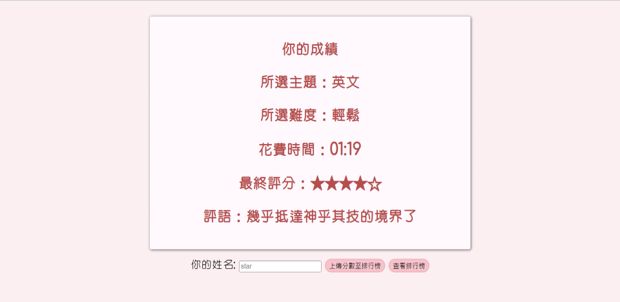 你的成績
所選主題：英文
所選難度：輕鬆
花費時間：01:19
最終評分：★★★★☆
評語：幾乎抵達神乎其技的境界了
你的姓名: star 上傳分數至排行榜 查看排行榜